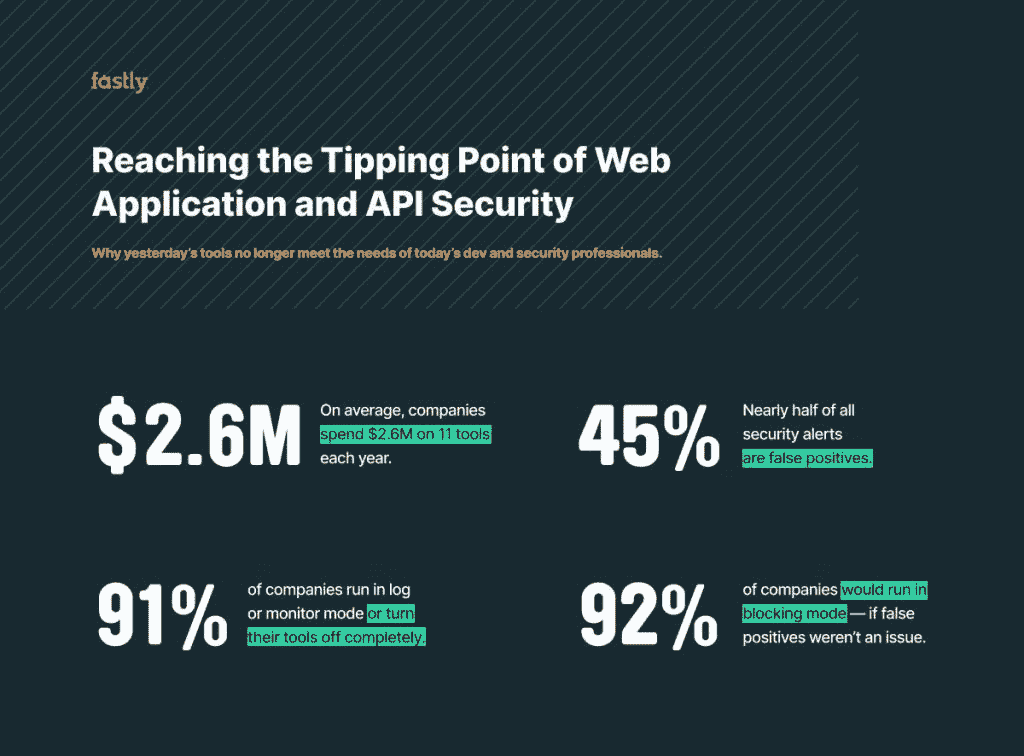 fastly
Reaching the Tipping Point of Web
Application and API Security
Why yesterday's tools no longer meet the needs of today's dev and security professionals.
$2.6M
On average, companies
spend $2.6M on 11 tools
each year.
45%
Nearly half of all
security alerts
are false positives.
91%
of companies run in log
or monitor mode or turn
their tools off completely.
92%
of companies would run in
blocking mode — if false
positives weren't an issue.